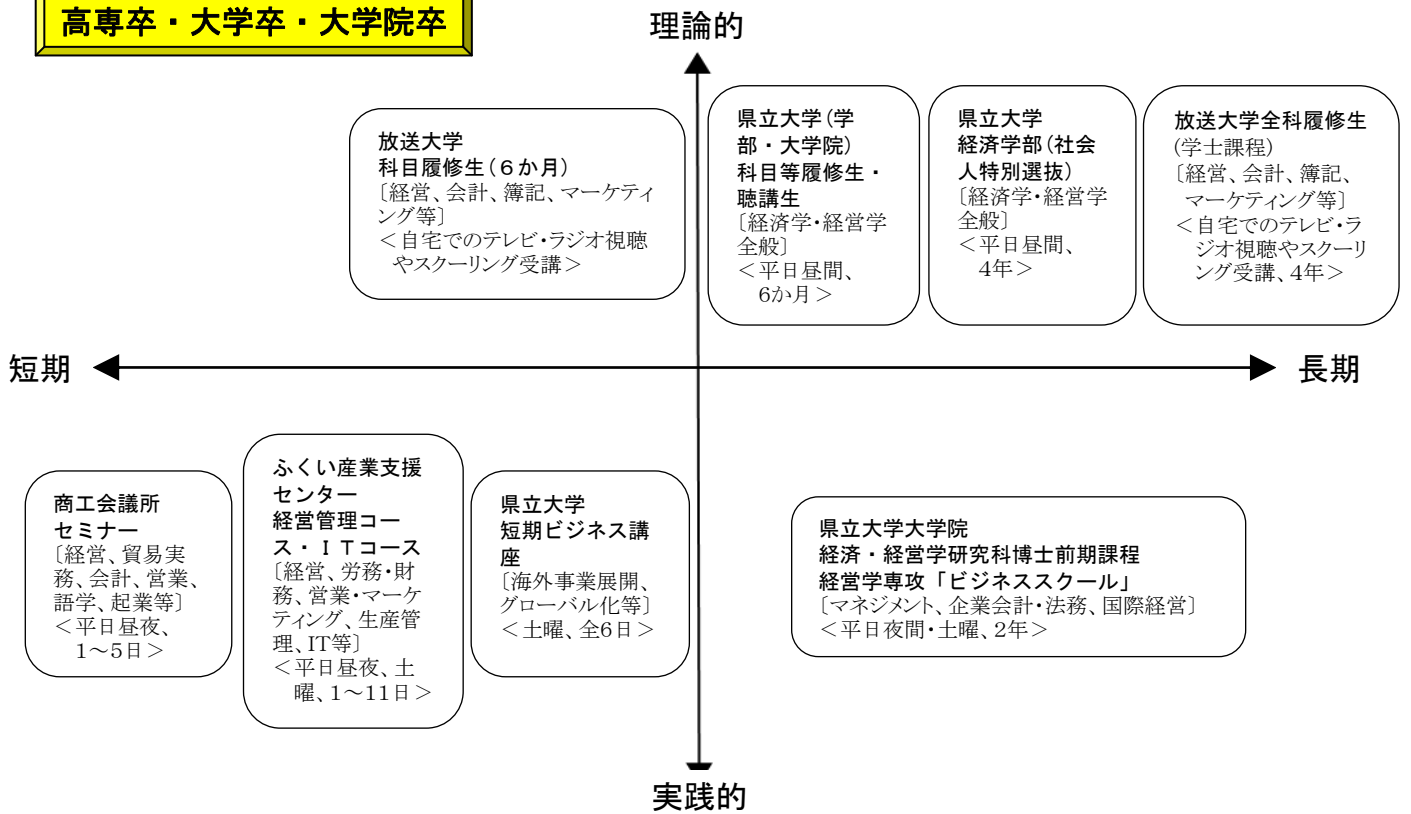 高専卒・大学卒・大学院卒
理論的
放送大学
科目履修生(6か月)
〔経営、会計、簿記、マーケティ
ング等〕
<自宅でのテレビ・ラジオ視聴
やスクーリング受講>
県立大学(学
部・大学院)
科目等履修生・
聴講生
〔経済学・経営学
全般〕
<平日昼間、
6か月>
県立大学
経済学部(社会
人特別選抜)
〔経済学・経営学
全般〕
<平日昼間、
4年>
放送大学全科履修生
(学士課程)
〔経営、会計、簿記、
マーケティング等〕
<自宅でのテレビ・ラ
ジオ視聴やスクーリ
ング受講、4年>
短期
長期
商工会議所
セミナー
〔経営、貿易実
務、会計、営業、
語学、起業等〕
<平日昼夜、
1~5日>
ふくい産業支援
センター
経営管理コー
ス・ITコース
〔経営、労務・財
務、営業・マーケ
ティング、生産管
理、IT等〕
<平日昼夜、土
曜、1~11日>
県立大学
短期ビジネス講
座
〔海外事業展開、
グローバル化等〕
<土曜、全6日>
県立大学大学院
経済・経営学研究科博士前期課程
経営学専攻「ビジネススクール」
〔マネジメント、企業会計・法務、国際経営〕
<平日夜間・土曜、2年>
実践的